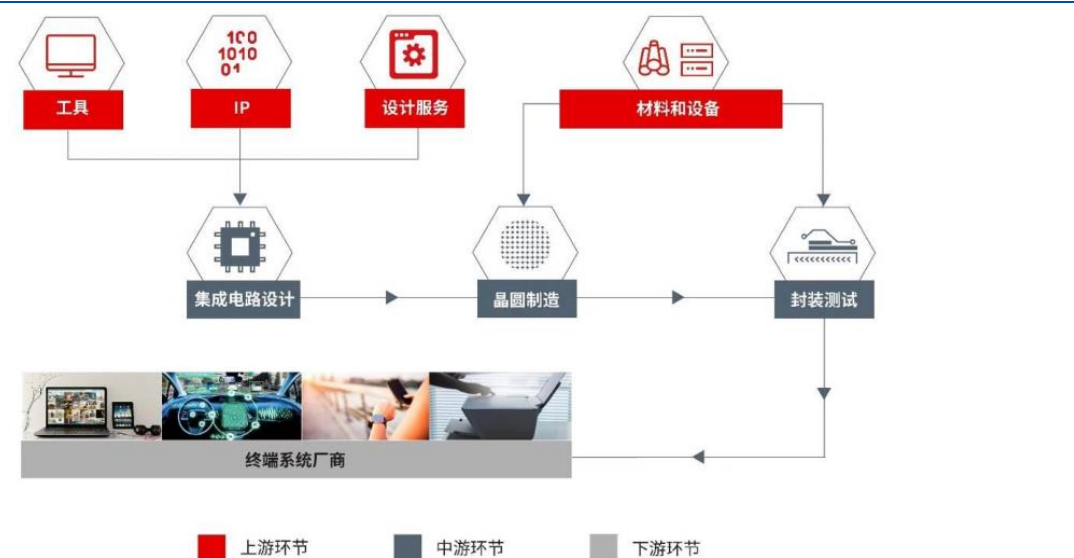 100
1010
01
工具
IP
设计服务
材料和设备
集成电路设计
晶圆制造
封装测试
终端系统厂商
上游环节
中游环节
下游环节